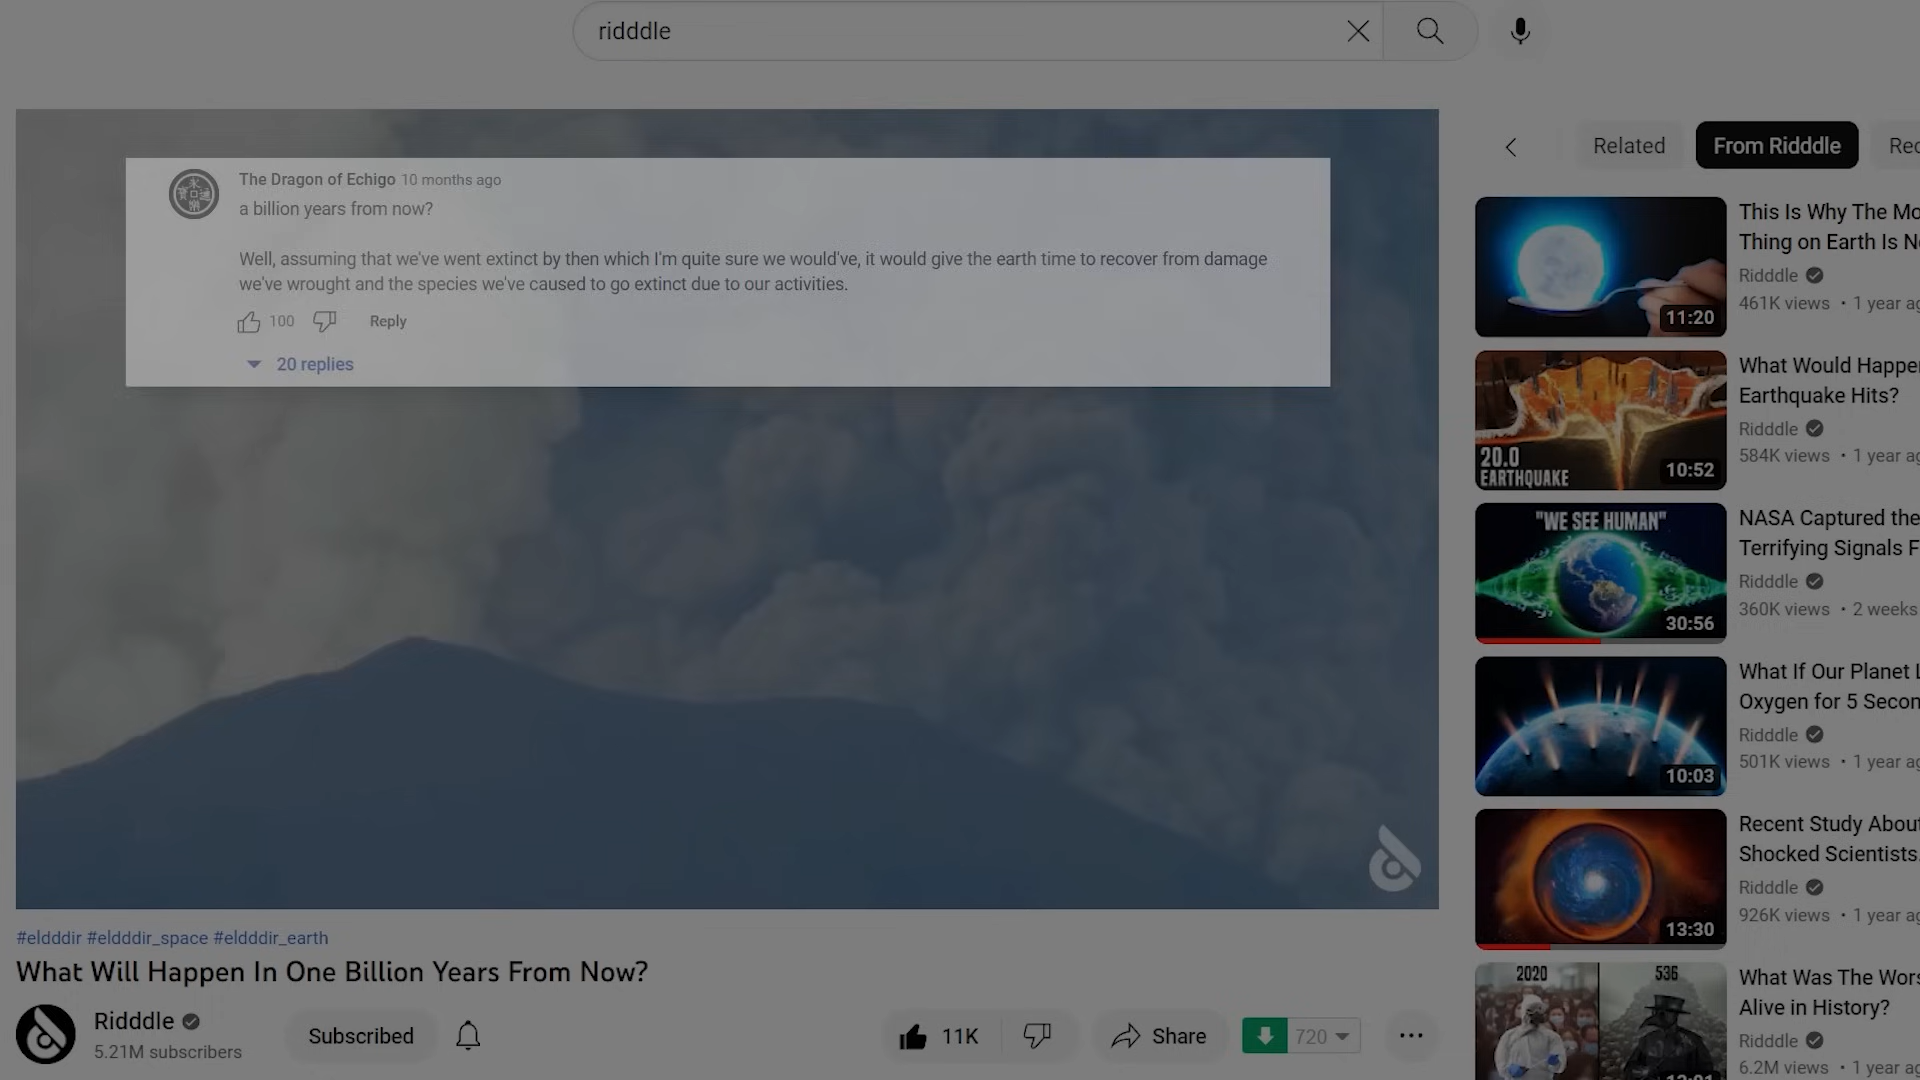 ridddle
The Dragon of Echigo 10 months ago
a billion years from now?
Well, assuming that we've went extinct by then which I'm quite sure we would've, it would give the earth time to recover from damage
we've wrought and the species we've caused to go extinct due to our activities.
100 Reply
20 replies
#eldddir #eldddir_space #eldddir_earth
What Will Happen In One Billion Years From Now?
Ridddle
5.21M subscribers
Subscribed
11K
Share
720
Related
From Ridddle
Rec
11:20
This Is Why The Mo
Thing on Earth Is N
Ridddle
461K views • 1 year ag
20.0
EARTHQUAKE
10:52
What Would Happe
Earthquake Hits?
Ridddle
584K views • 1 year ag
"WE SEE HUMAN"
30:56
NASA Captured the
Terrifying Signals F
Ridddle
360K views • 2 weeks
10:03
What If Our Planet L
Oxygen for 5 Secon
Ridddle
501K views • 1 year ag
13:30
Recent Study Abou
Shocked Scientists.
Ridddle
926K views • 1 year ag
2020 536
What Was The Wors
Alive in History?
Ridddle
6.2M views • 1 year ag